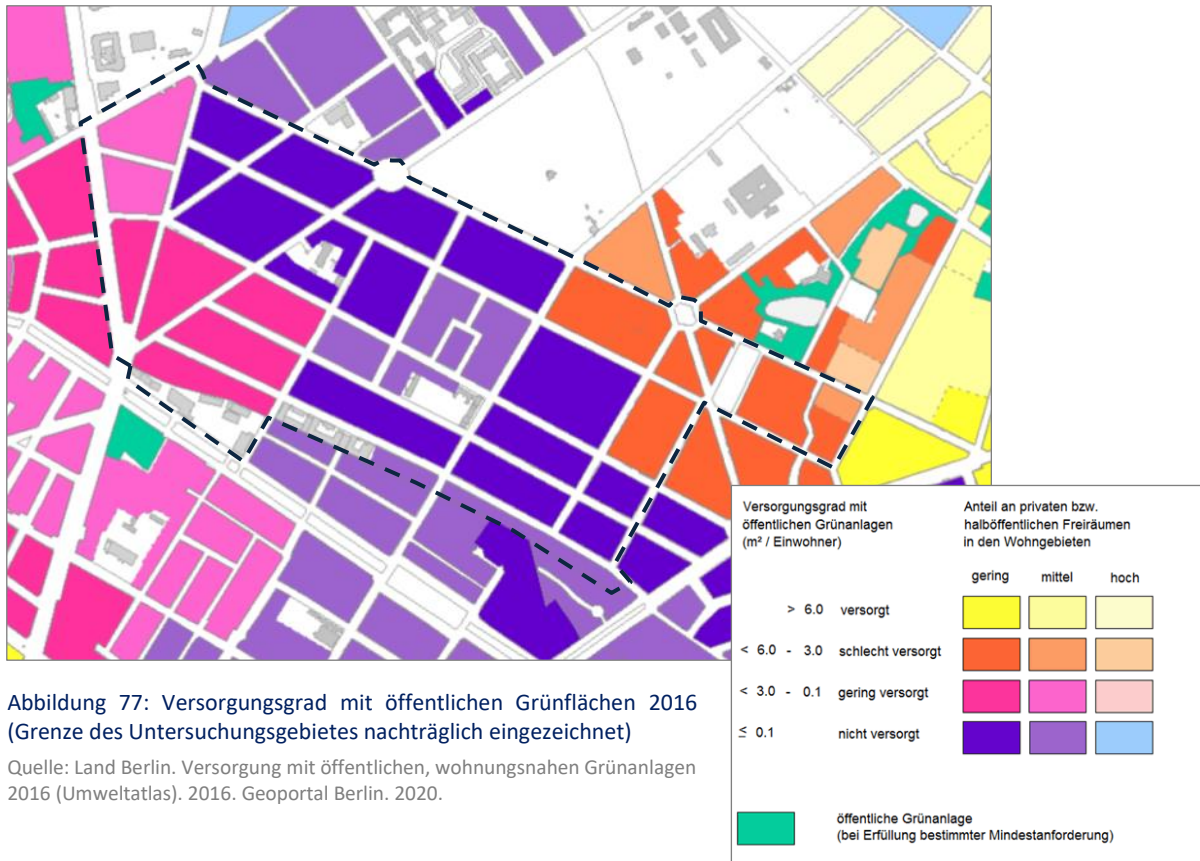 Versorgungsgrad mit
öffentlichen Grünanlagen
(m² / Einwohner)
Anteil an privaten bzw.
halböffentlichen Freiräumen
in den Wohngebieten
gering mittel hoch
> 6.0 versorgt
< 6.0 - 3.0 schlecht versorgt
< 3.0 - 0.1 gering versorgt
≤ 0.1 nicht versorgt
öffentliche Grünanlage
(bei Erfüllung bestimmter Mindestanforderung)
Abbildung 77: Versorgungsgrad mit öffentlichen Grünflächen 2016
(Grenze des Untersuchungsgebietes nachträglich eingezeichnet)
Quelle: Land Berlin. Versorgung mit öffentlichen, wohnungsnahen Grünanlagen
2016 (Umweltatlas). 2016. Geoportal Berlin. 2020.